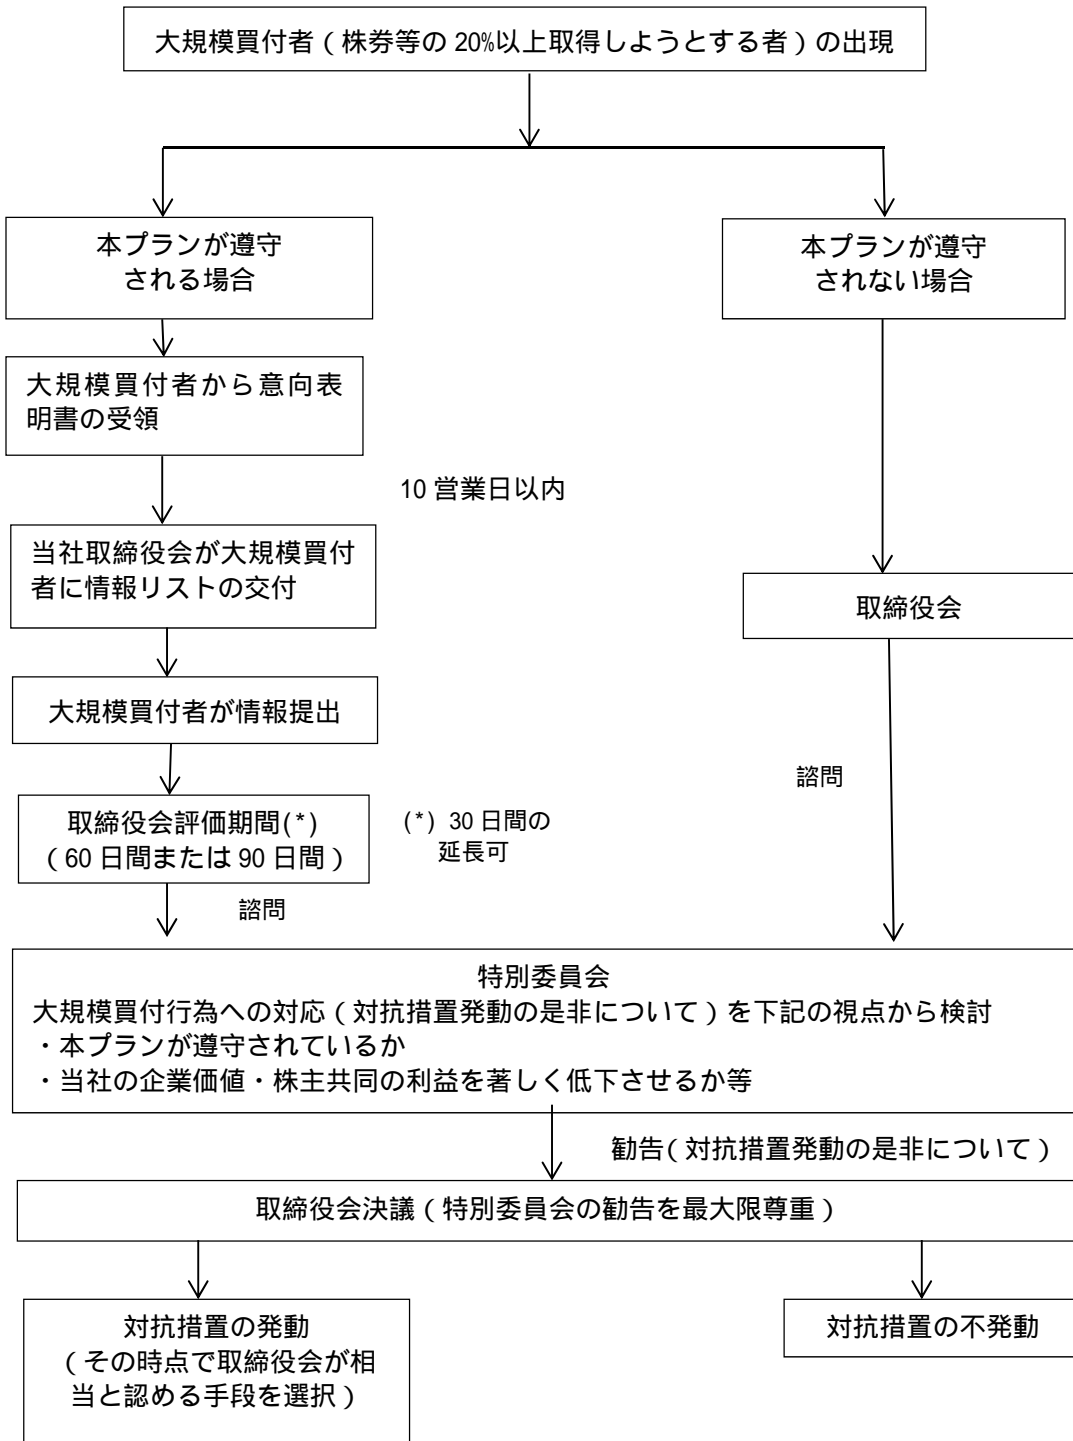 大規模買付者(株券等の 20%以上取得しようとする者)の出現
本プランが遵守
される場合
本プランが遵守
されない場合
大規模買付者から意向表
明書の受領
10 営業日以内
当社取締役会が大規模買付
者に情報リストの交付
取締役会
大規模買付者が情報提出
諮問
取締役会評価期間(*)
(60 日間または 90 日間)
(*) 30 日間の
延長可
諮問
特別委員会
大規模買付行為への対応(対抗措置発動の是非について)を下記の視点から検討
・本プランが遵守されているか
・当社の企業価値・株主共同の利益を著しく低下させるか等
勧告(対抗措置発動の是非について)
取締役会決議(特別委員会の勧告を最大限尊重)
対抗措置の発動
(その時点で取締役会が相
当と認める手段を選択)
対抗措置の不発動